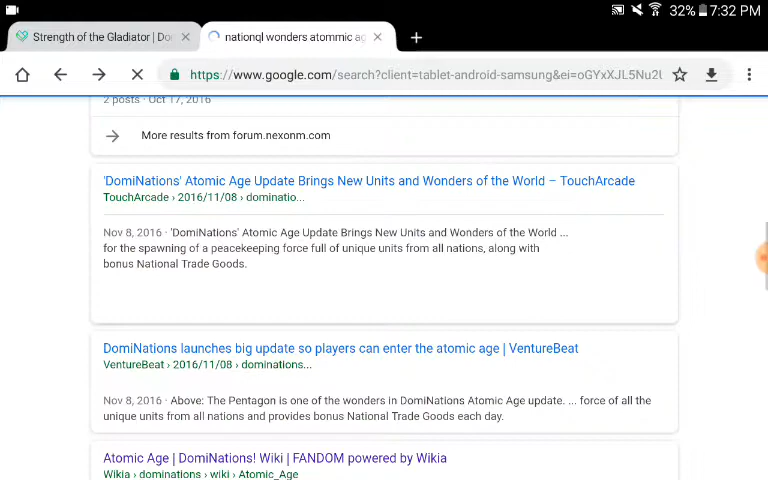 32% 7:32 PM
Strength of the Gladiator | Do
nationql wonders atommic ag
https://www.google.com/search?client=tablet-android-samsung&ei=oGYxXJL5Nu2
2 posts · Oct 17, 2016
More results from forum.nexonm.com
'DomiNations' Atomic Age Update Brings New Units and Wonders of the World – TouchArcade
TouchArcade › 2016/11/08 › dominatio...
Nov 8, 2016 · 'DomiNations' Atomic Age Update Brings New Units and Wonders of the World ...
for the spawning of a peacekeeping force full of unique units from all nations, along with
bonus National Trade Goods.
DomiNations launches big update so players can enter the atomic age | VentureBeat
VentureBeat › 2016/11/08 › dominations...
Nov 8, 2016 · Above: The Pentagon is one of the wonders in DomiNations Atomic Age update. ... force of all the
unique units from all nations and provides bonus National Trade Goods each day.
Atomic Age | DomiNations! Wiki | FANDOM powered by Wikia
Wikia › dominations › wiki › Atomic_Age